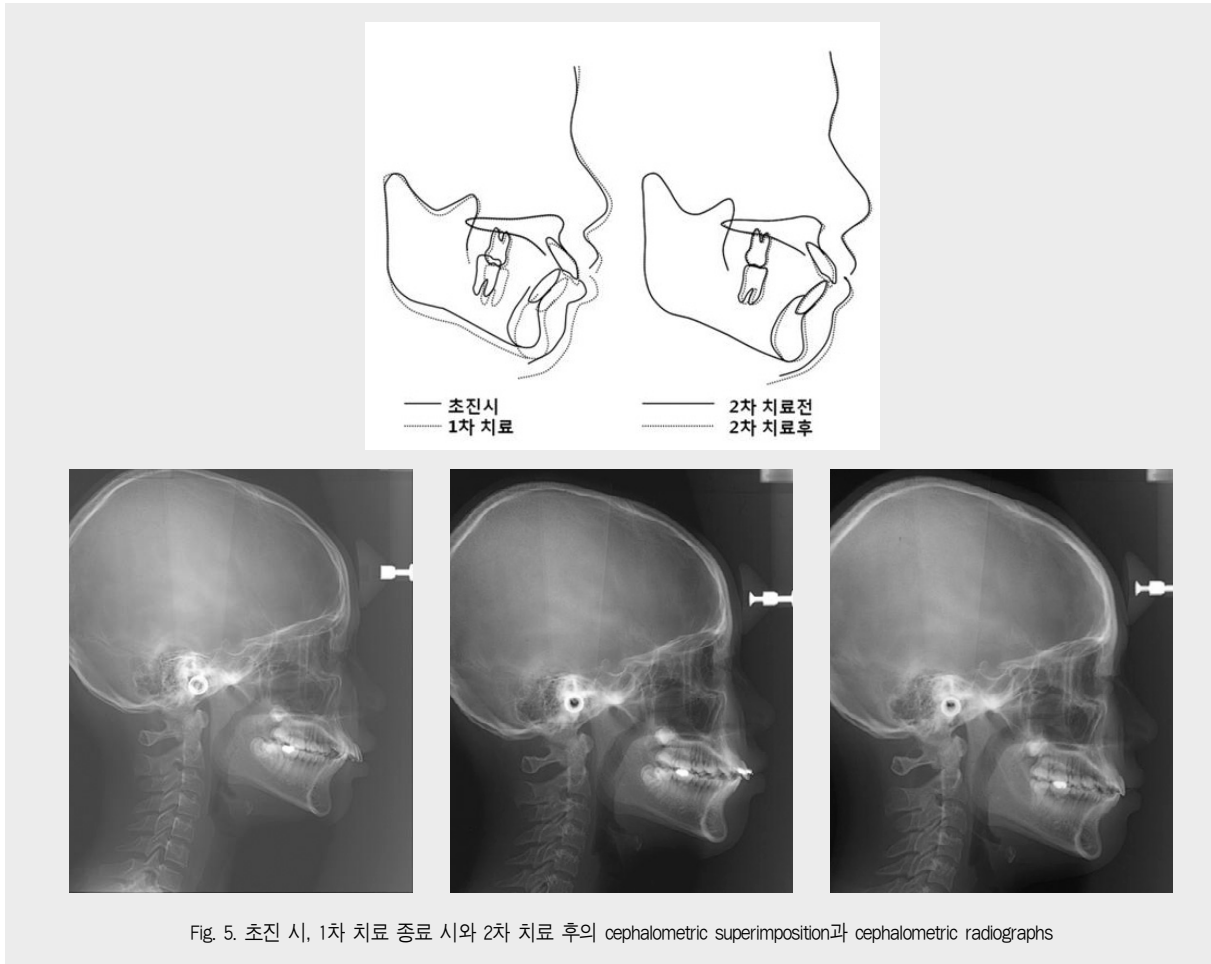 초진시
1차 치료
2차 치료전
2차 치료후
Fig. 5. 초진 시, 1차 치료 종료 시와 2차 치료 후의 cephalometric superimposition과 cephalometric radiographs